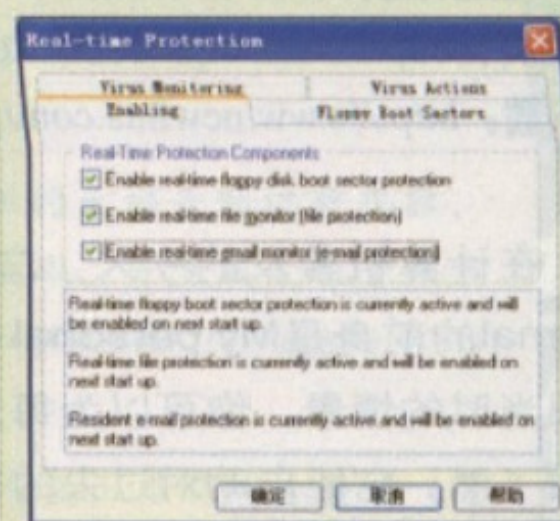 Real-time Protection
Virus Monitoring
Virus Actions
Enabling
Floppy Boot Sectors
Real-Time Protection Components
Enable real-time floppy disk boot sector protection
Enable real-time file monitor (file protection)
Enable real-time email monitor (e-mail protection)
Real-time floppy boot sector protection is currently active and will
be enabled on next start up.
Real-time file protection is currently active and will be enabled on
next start up.
Resident e-mail protection is currently active and will be enabled on
next start up.
确定
取消
帮助